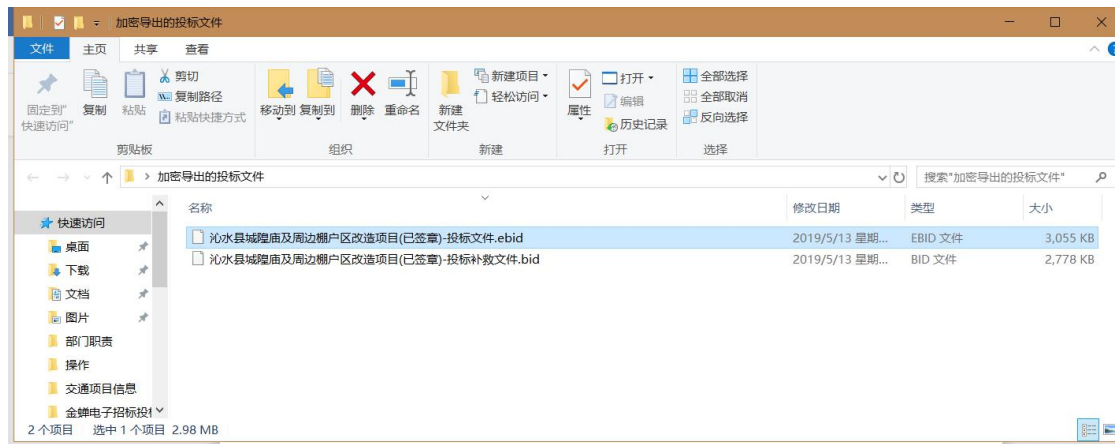 加密导出的投标文件
文件 主页 共享 查看
固定到"快速访问" 复制 粘贴 剪切 复制路径 粘贴快捷方式 移动到 复制到 删除 重命名 新建文件夹 新建项目 轻松访问 属性 打开 编辑 历史记录 全部选择 全部取消 反向选择
剪贴板 组织 新建 打开 选择
加密导出的投标文件 搜索"加密导出的投标文件"
名称 修改日期 类型 大小
快速访问
沁水县城隍庙及周边棚户区改造项目(已签章)-投标文件.ebid 2019/5/13 星期... EBID 文件 3,055 KB
桌面
沁水县城隍庙及周边棚户区改造项目(已签章)-投标补救文件.bid 2019/5/13 星期... BID 文件 2,778 KB
下载
文档
图片
部门职责
操作
交通项目信息
金蝉电子招标投
2 个项目 选中 1 个项目 2.98 MB